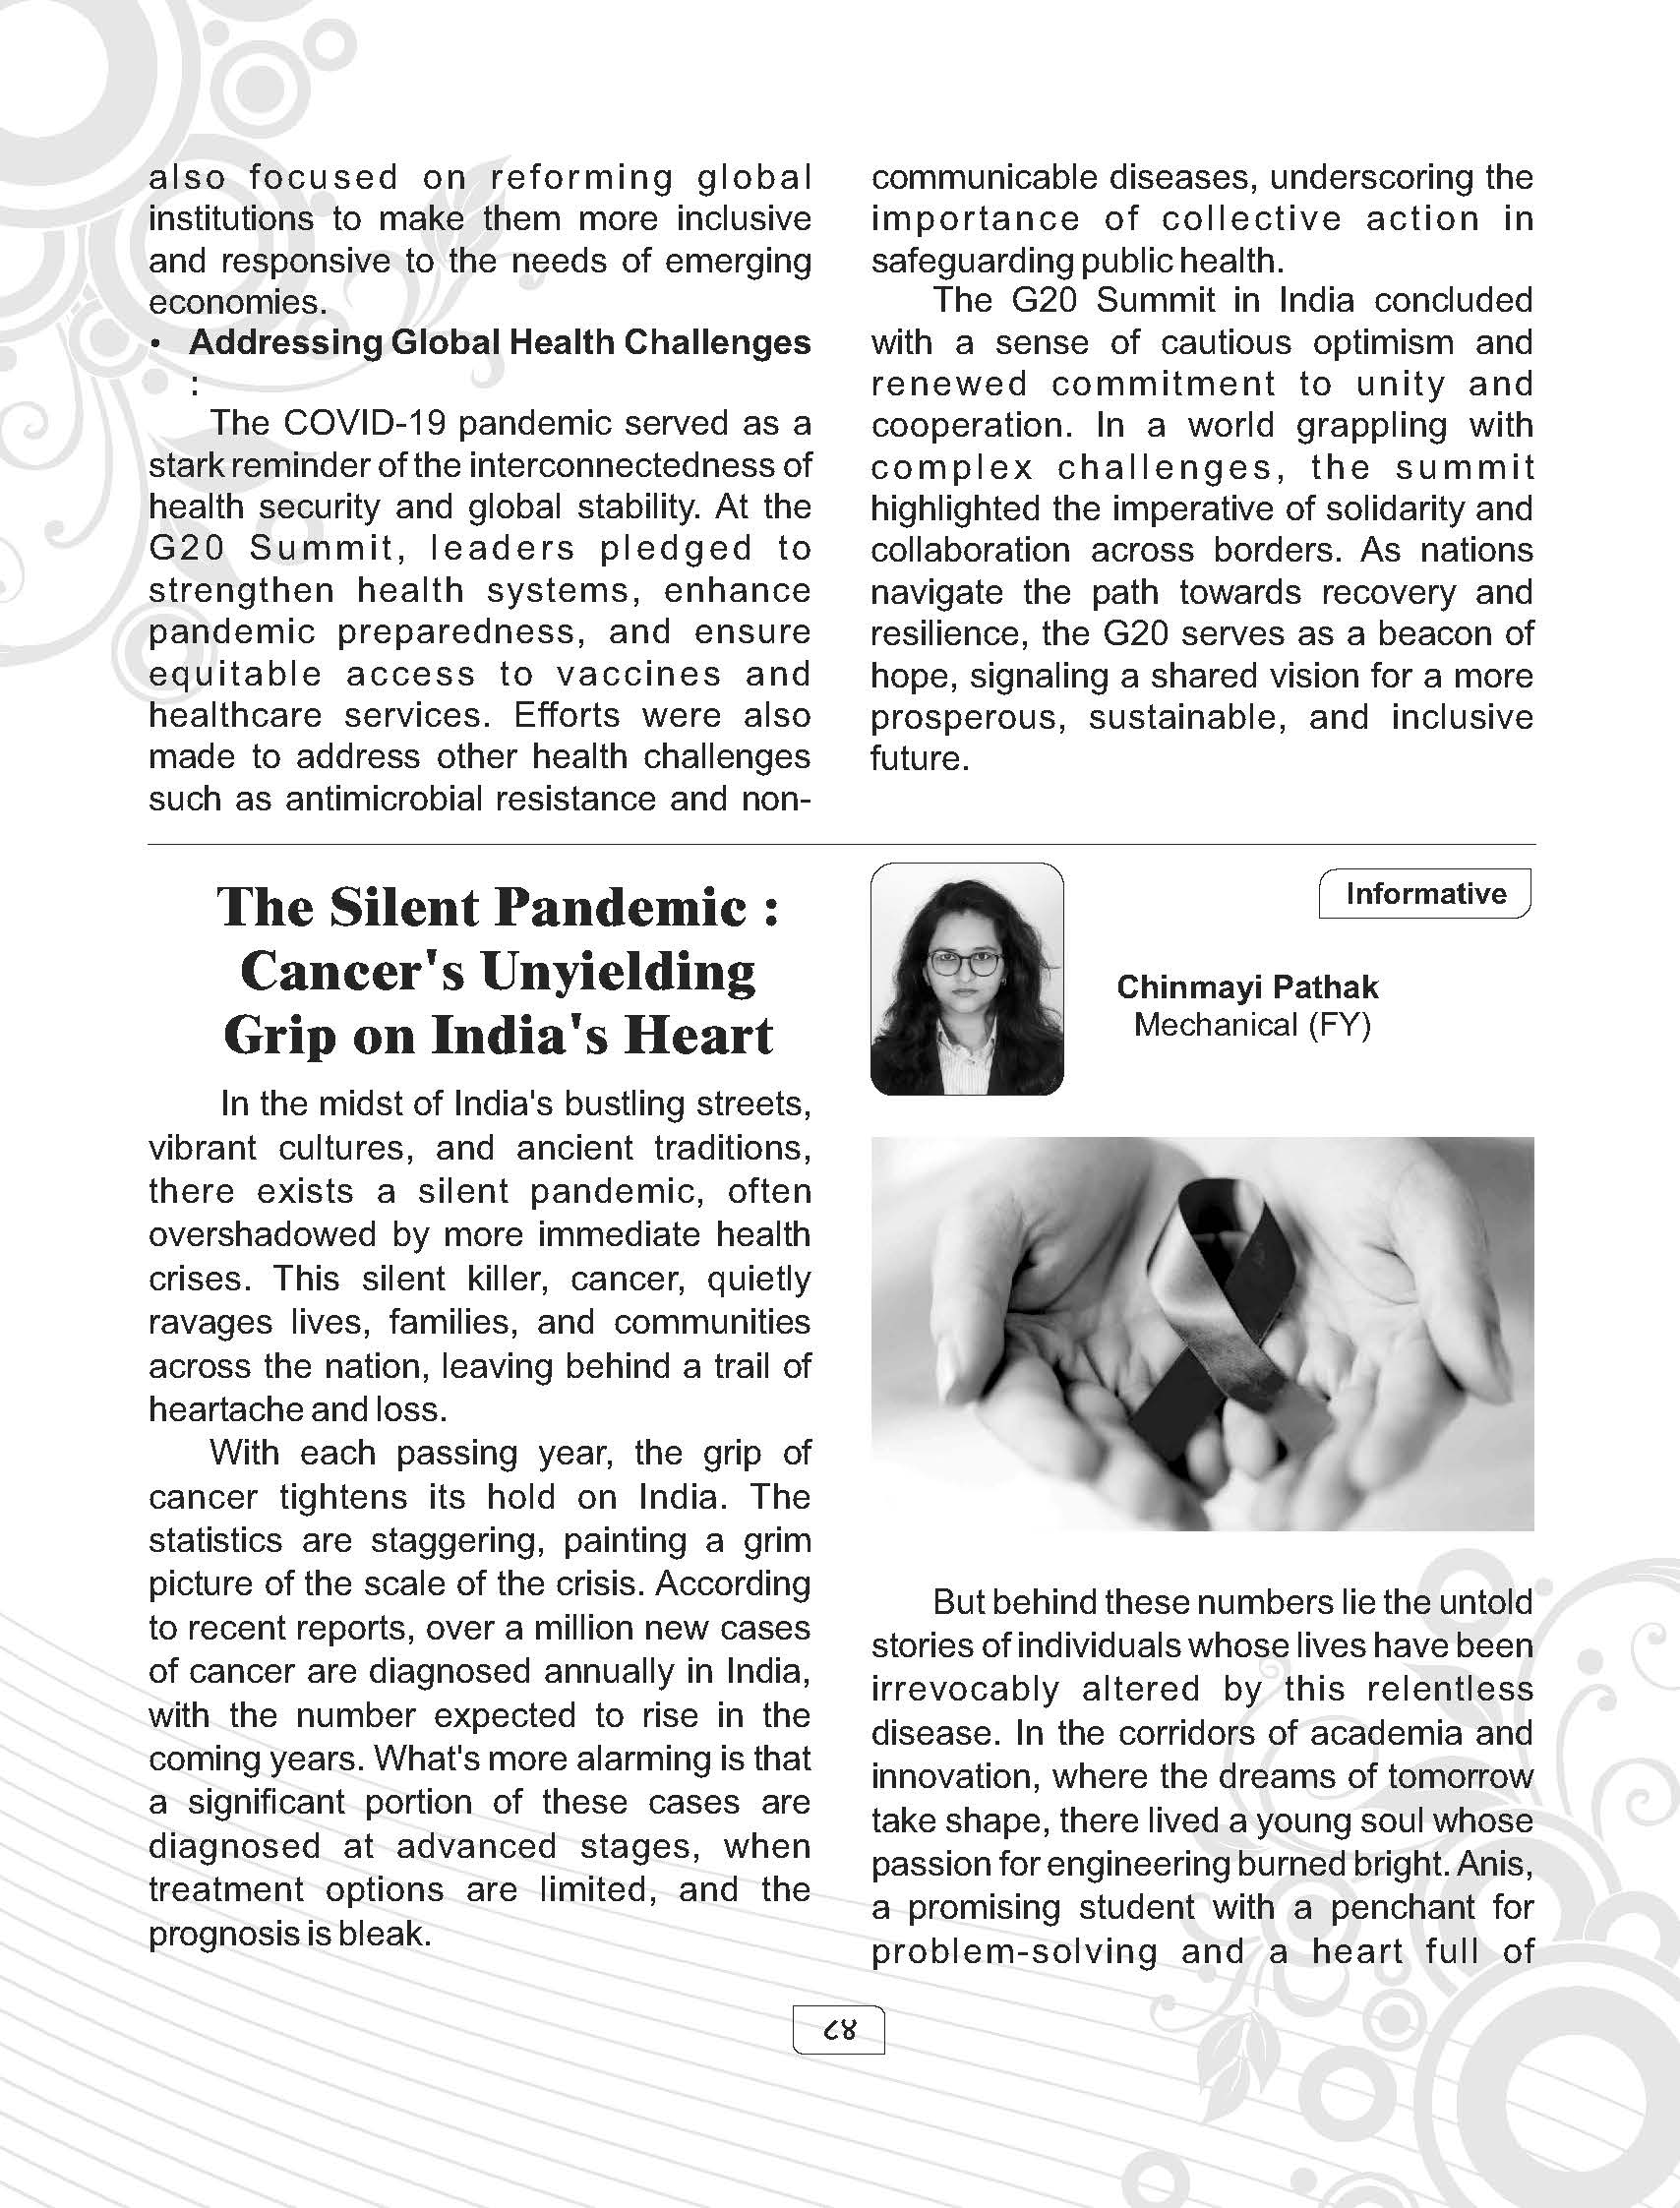 also focused on reforming global
institutions to make them more inclusive
and responsive to the needs of emerging
economies.
• Addressing Global Health Challenges
:
The COVID-19 pandemic served as a
stark reminder of the interconnectedness of
health security and global stability. At the
G20 Summit, leaders pledged to
strengthen health systems, enhance
pandemic preparedness, and ensure
equitable access to vaccines and
healthcare services. Efforts were also
made to address other health challenges
such as antimicrobial resistance and non-
communicable diseases, underscoring the
importance of collective action in
safeguarding public health.
The G20 Summit in India concluded
with a sense of cautious optimism and
renewed commitment to unity and
cooperation. In a world grappling with
complex challenges, the summit
highlighted the imperative of solidarity and
collaboration across borders. As nations
navigate the path towards recovery and
resilience, the G20 serves as a beacon of
hope, signaling a shared vision for a more
prosperous, sustainable, and inclusive
future.
The Silent Pandemic :
Cancer's Unyielding
Grip on India's Heart
Informative
Chinmayi Pathak
Mechanical (FY)
In the midst of India's bustling streets,
vibrant cultures, and ancient traditions,
there exists a silent pandemic, often
overshadowed by more immediate health
crises. This silent killer, cancer, quietly
ravages lives, families, and communities
across the nation, leaving behind a trail of
heartache and loss.
With each passing year, the grip of
cancer tightens its hold on India. The
statistics are staggering, painting a grim
picture of the scale of the crisis. According
to recent reports, over a million new cases
of cancer are diagnosed annually in India,
with the number expected to rise in the
coming years. What's more alarming is that
a significant portion of these cases are
diagnosed at advanced stages, when
treatment options are limited, and the
prognosis is bleak.
But behind these numbers lie the untold
stories of individuals whose lives have been
irrevocably altered by this relentless
disease. In the corridors of academia and
innovation, where the dreams of tomorrow
take shape, there lived a young soul whose
passion for engineering burned bright. Anis,
a promising student with a penchant for
problem-solving and a heart full of
८४